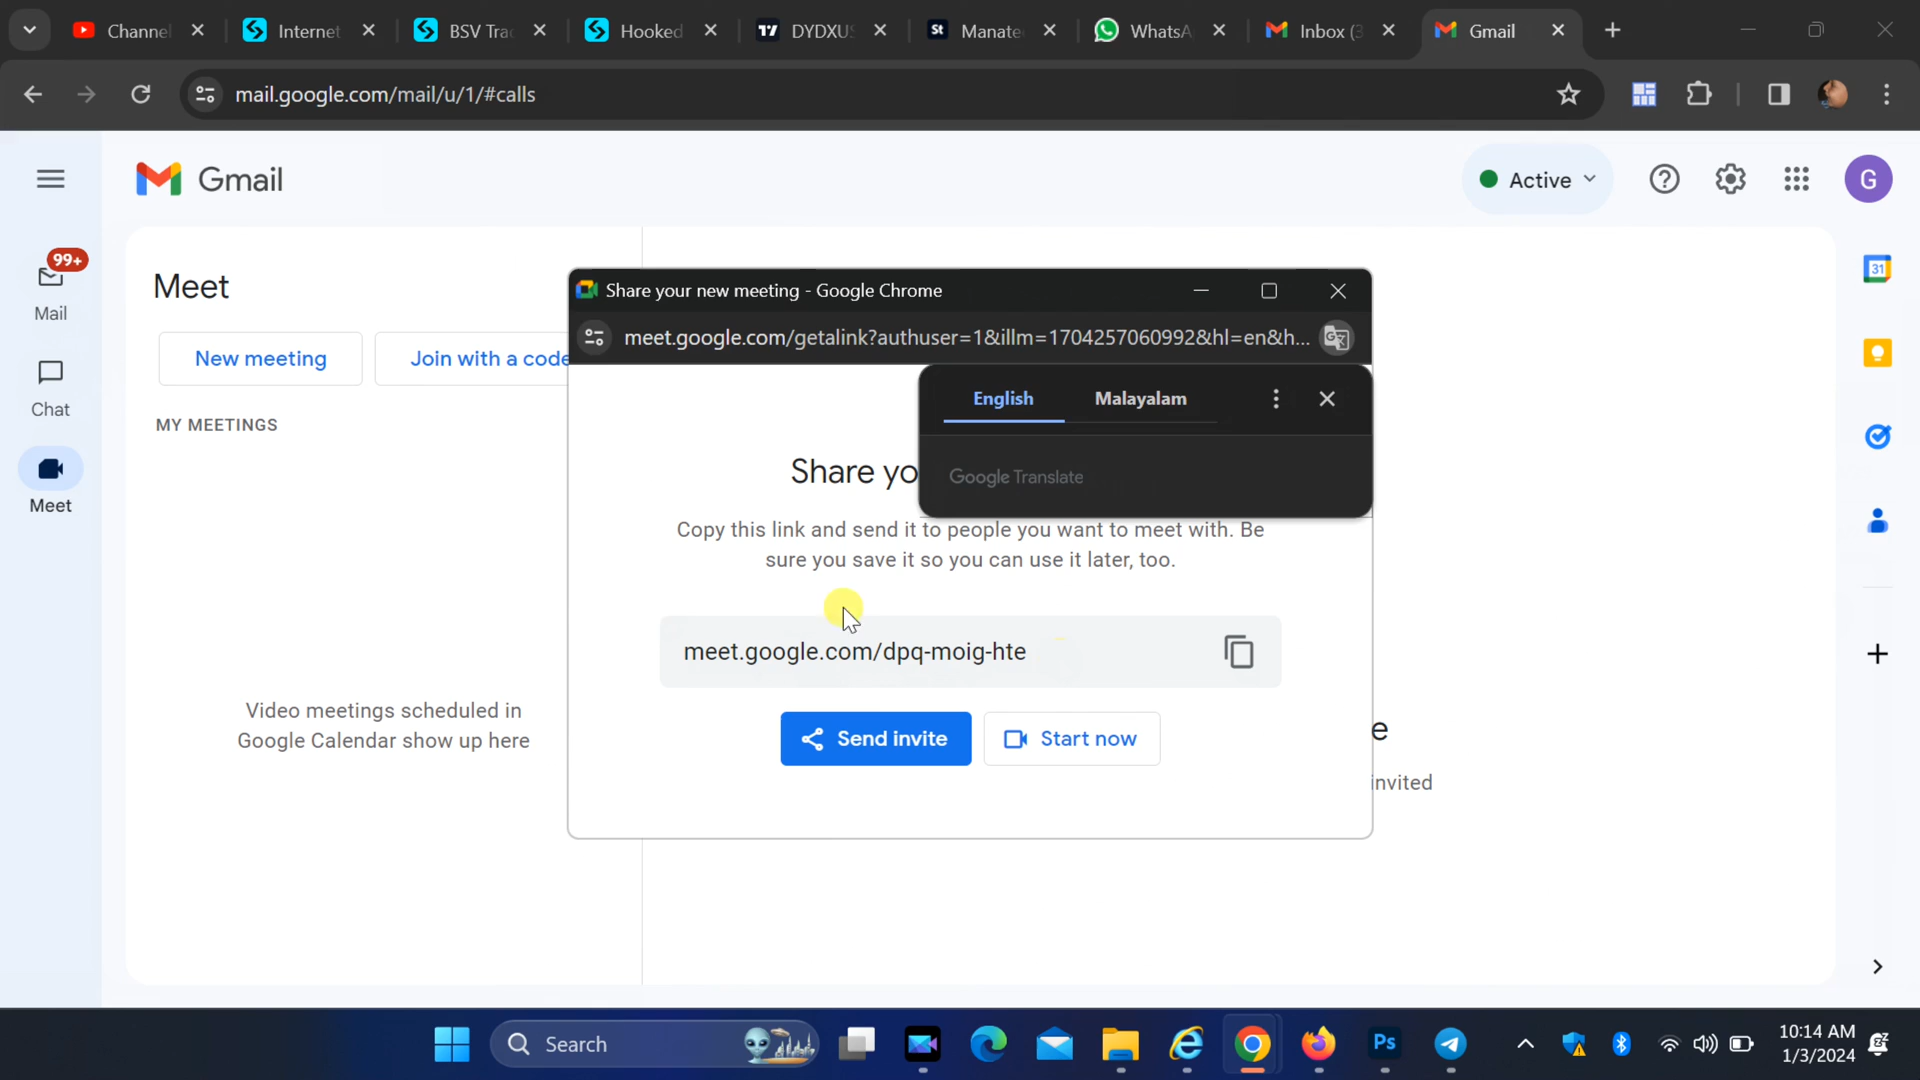 Channel
Internet
BSV Tra
Hooked
DYDXUS
Manate
WhatsA
Inbox (3
Gmail
mail.google.com/mail/u/1/#calls
Gmail
Active
G
99+
Mail
Chat
Meet
Meet
New meeting
Join with a code
MY MEETINGS
Video meetings scheduled in
Google Calendar show up here
Share your new meeting - Google Chrome
meet.google.com/getalink?authuser=1&illm=1704257060992&hl=en&h...
English
Malayalam
Google Translate
Share yo
Copy this link and send it to people you want to meet with. Be
sure you save it so you can use it later, too.
meet.google.com/dpq-moig-hte
Send invite
Start now
e
invited
31
Search
Ps
10:14 AM
1/3/2024